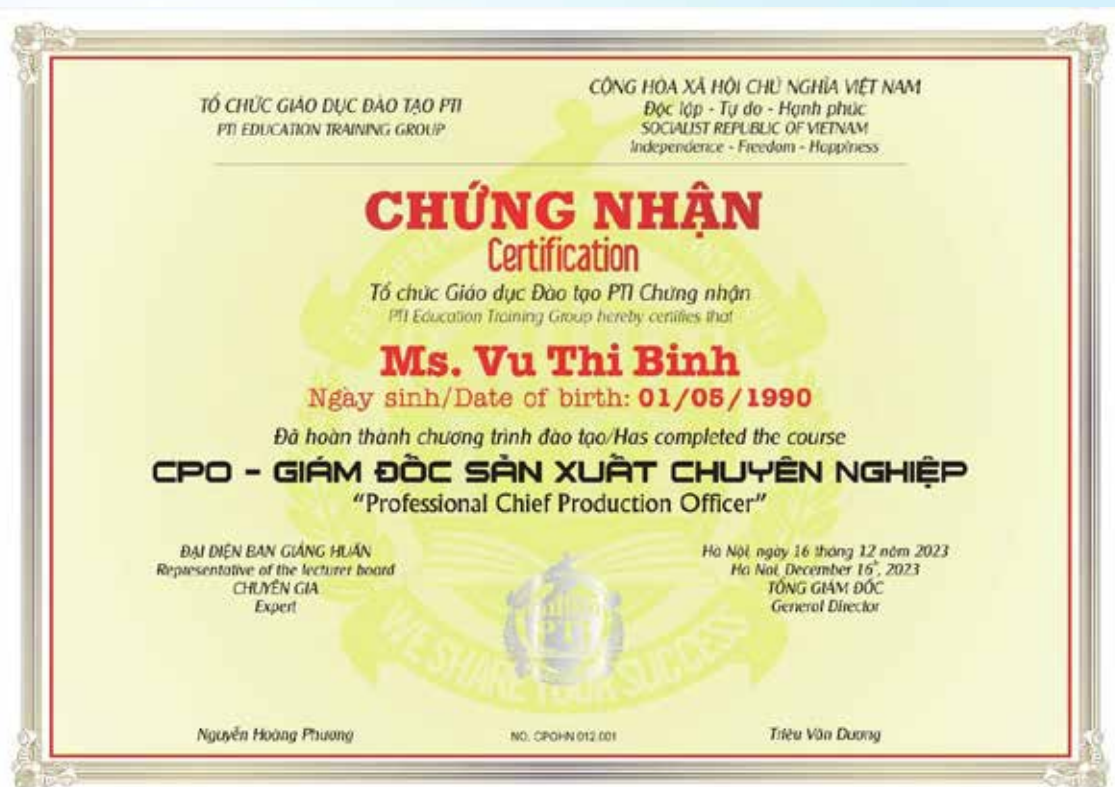 TỔ CHỨC GIÁO DỤC ĐÀO TẠO PTI
PTI EDUCATION TRAINING GROUP
CỘNG HÒA XÃ HỘI CHỦ NGHĨA VIỆT NAM
Độc lập - Tự do - Hạnh phúc
SOCIALIST REPUBLIC OF VIETNAM
Independence - Freedom - Happiness
CHỨNG NHẬN
Certification
Tổ chức Giáo dục Đào tạo PTI Chứng nhận
PTI Education Training Group hereby certifies that
Ms. Vu Thi Binh
Ngày sinh/Date of birth: 01/05/1990
Đã hoàn thành chương trình đào tạo/Has completed the course
CPO - GIÁM ĐỐC SẢN XUẤT CHUYÊN NGHIỆP
"Professional Chief Production Officer"
ĐẠI DIỆN BAN GIẢNG HUẤN
Representative of the lecturer board
CHUYÊN GIA
Expert
Hà Nội, ngày 16 tháng 12 năm 2023
Ha Noi, December 16, 2023
TỔNG GIÁM ĐỐC
General Director
PTI
WE SHARE YOUR SUCCESS
Nguyễn Hoàng Phương
NO. CPOHN 012.001
Triệu Văn Dương